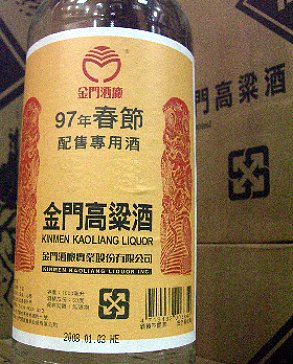 金門酒廠
97年春節
配售專用酒
金門高粱酒
KINMEN KAOLIANG LIQUOR
金門酒廠實業股份有限公司
KINMEN KAOLIANG LIQUOR INC.
2008 01.03 HE
金門高粱酒